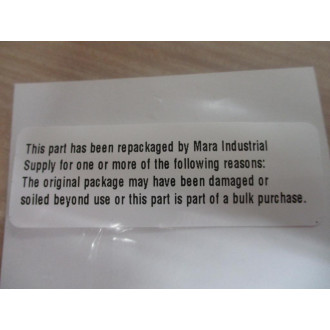 This part has been repackaged by Mara Industrial
Supply for one or more of the following reasons:
The original package may have been damaged or
soiled beyond use or this part is part of a bulk purchase.